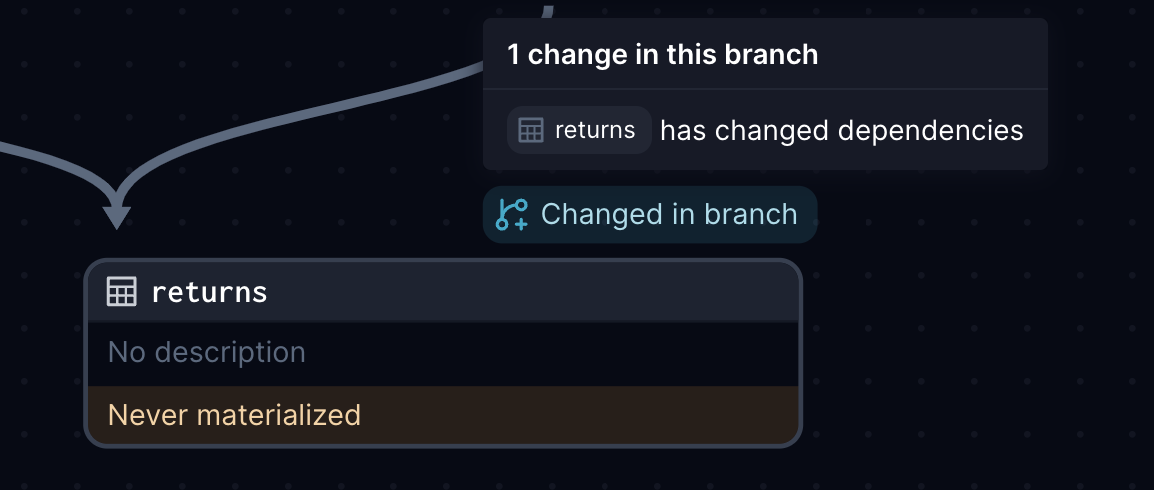 1 change in this branch
returns has changed dependencies
Changed in branch
returns
No description
Never materialized